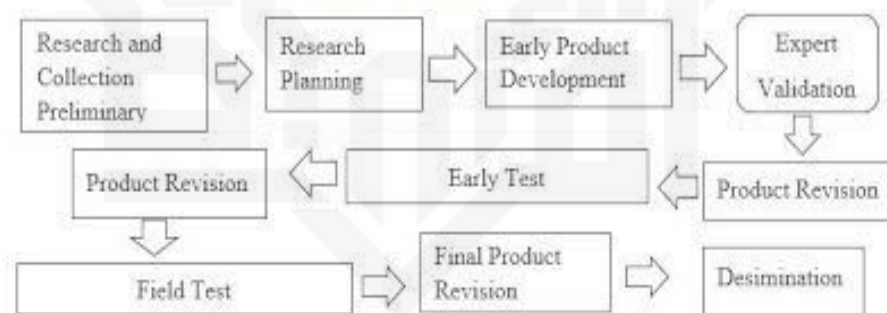 Research and
Collection
Preliminary
Research
Planning
Early Product
Development
Expert
Validation
Product Revision
Early Test
Product Revision
Field Test
Final Product
Revision
Desimination